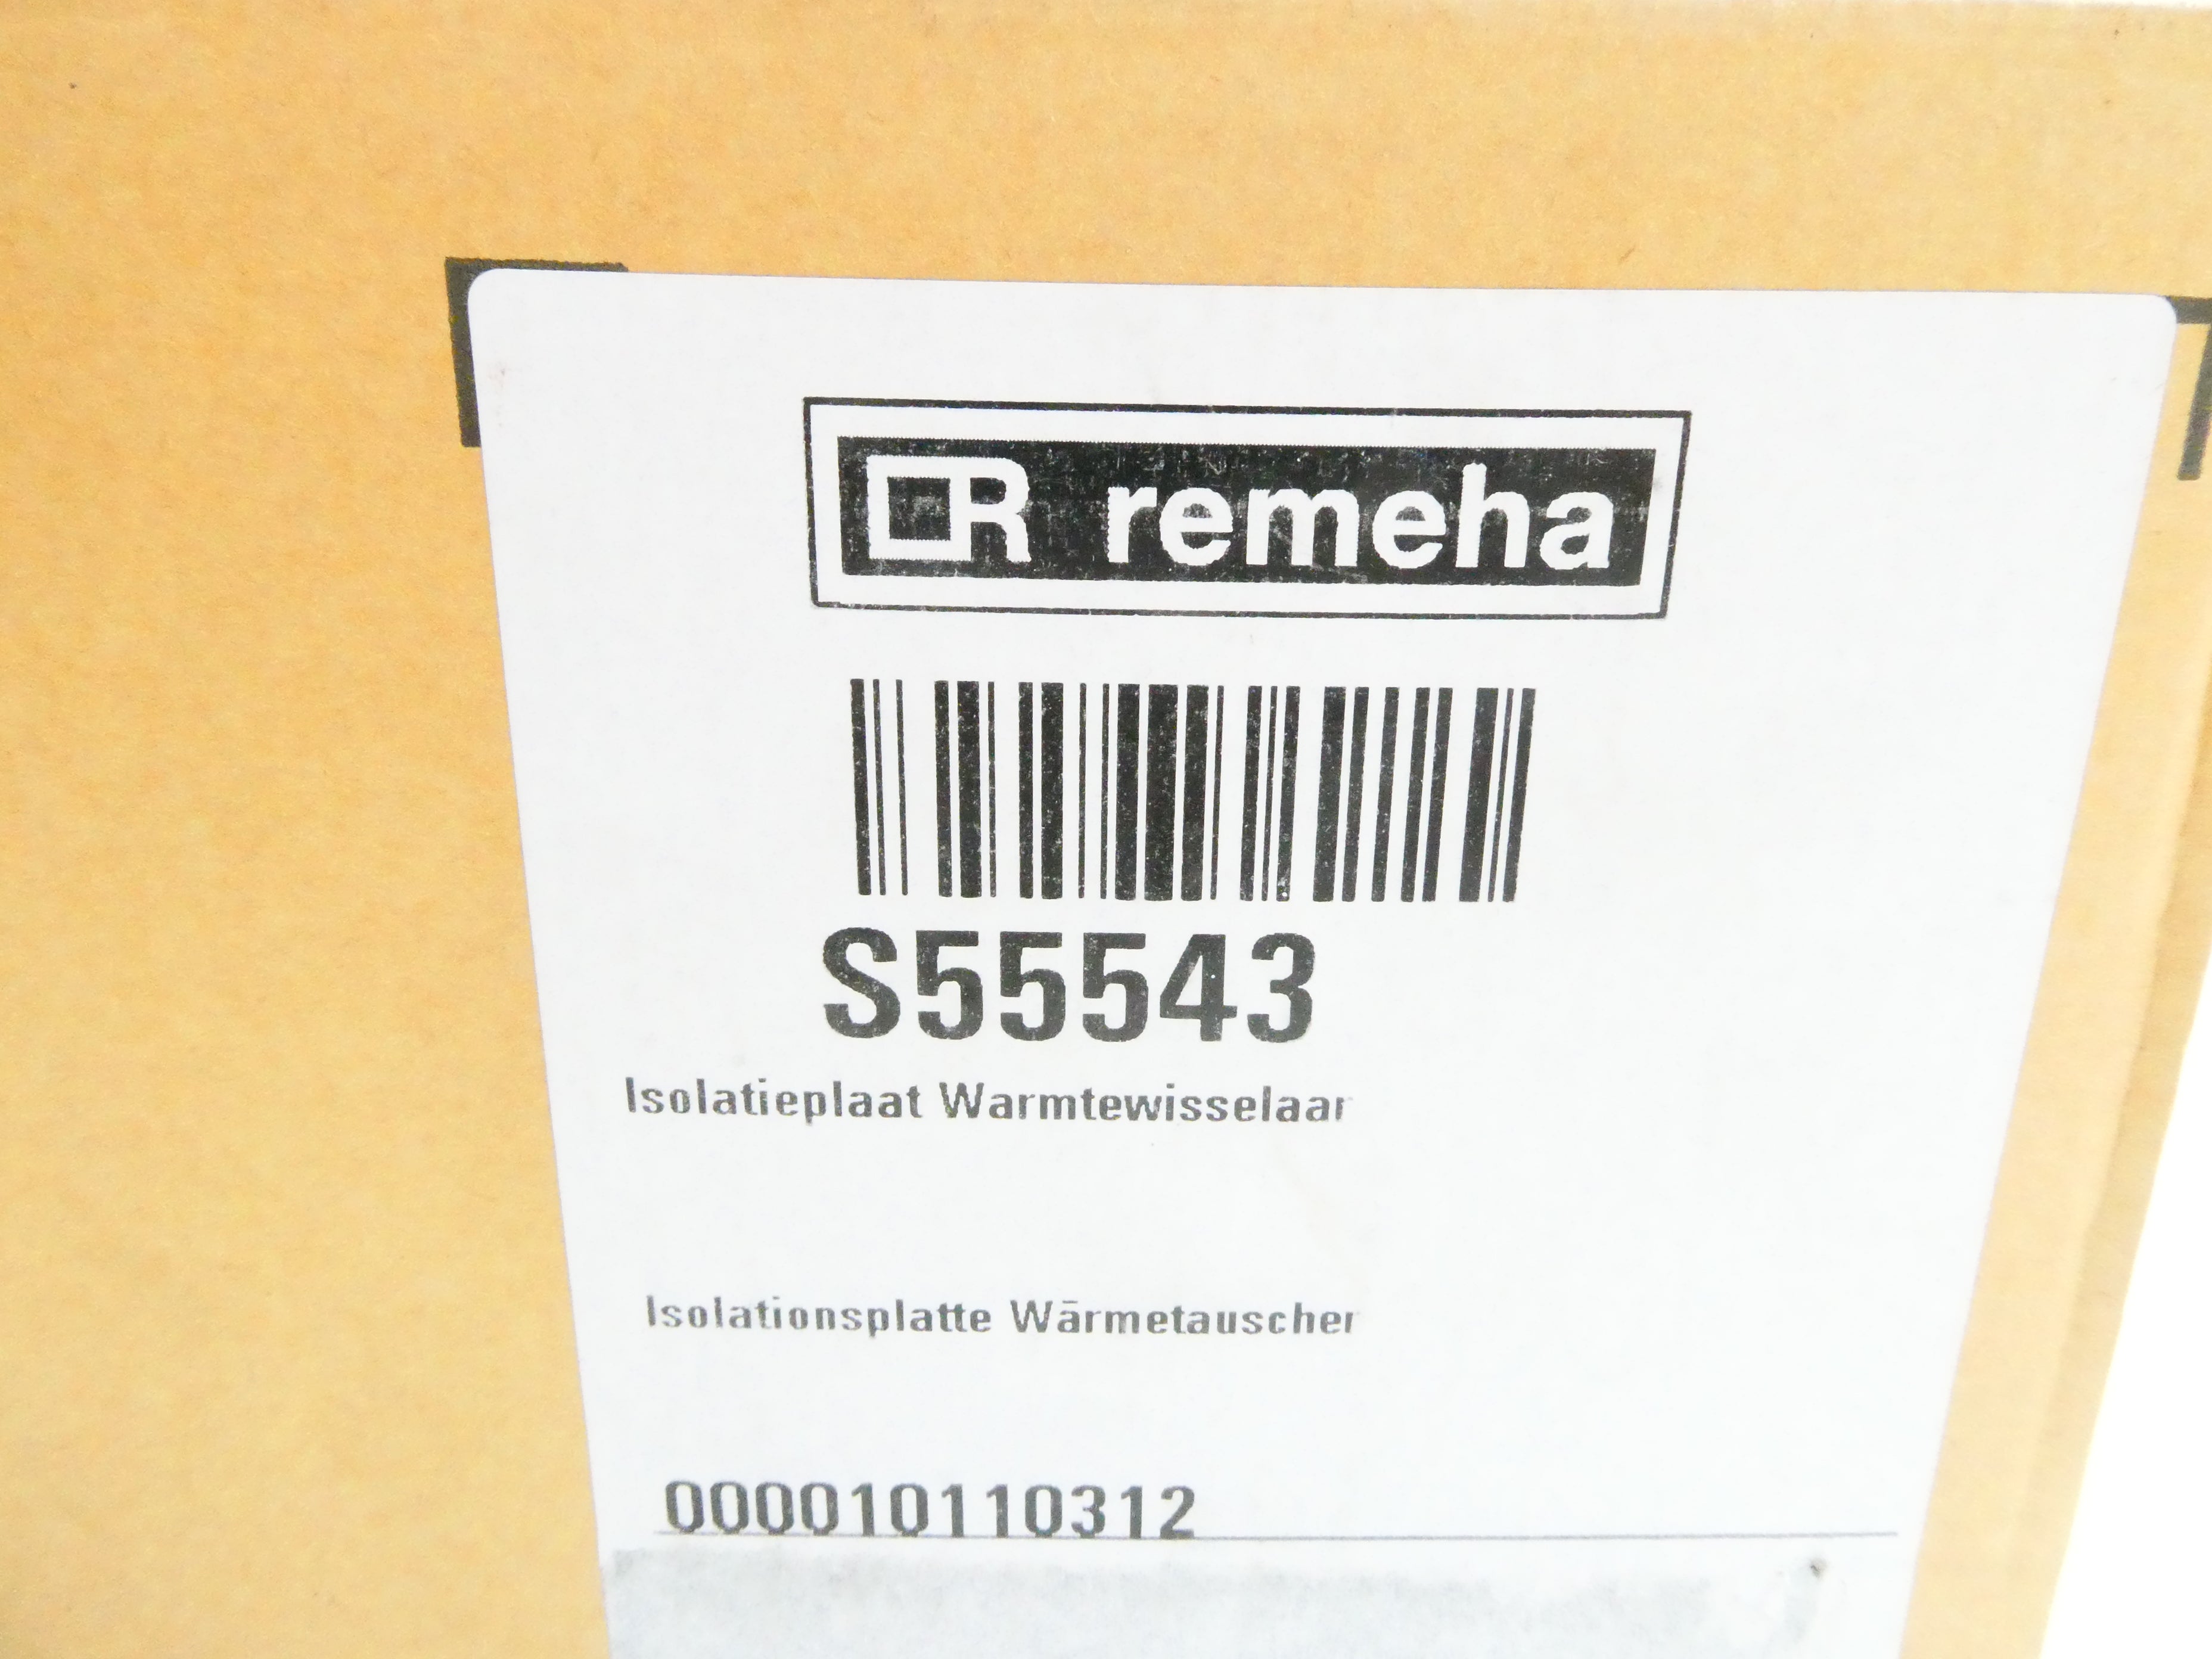 R remeha
S55543
Isolatieplaat Warmtewisselaar
Isolationsplatte Wärmetauscher
000010110312